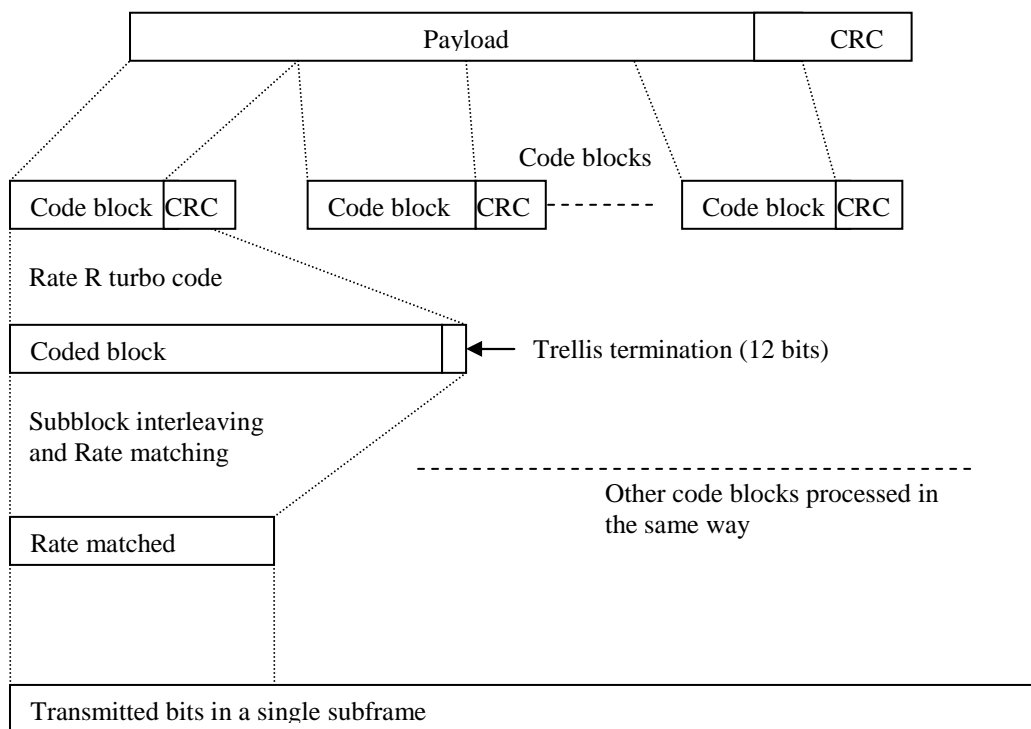 Payload
CRC
Code blocks
Code block
CRC
Code block
CRC
Code block
CRC
Rate R turbo code
Coded block
Trellis termination (12 bits)
Subblock interleaving
and Rate matching
Other code blocks processed in
the same way
Rate matched
Transmitted bits in a single subframe